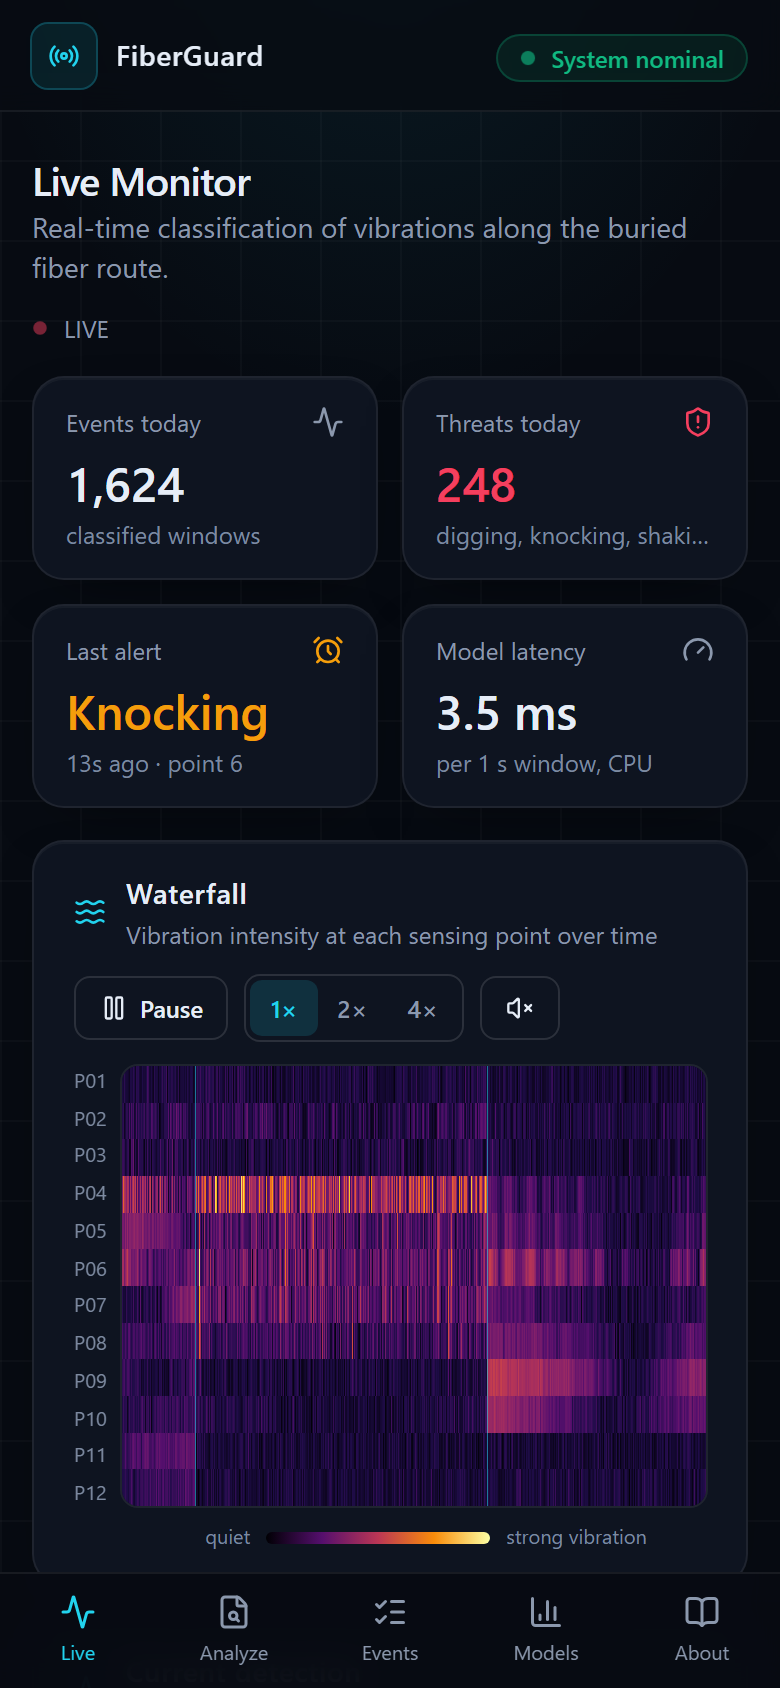 FiberGuard
System nominal
Live Monitor
Real-time classification of vibrations along the buried
fiber route.
LIVE
Events today
1,624
classified windows
Threats today
248
digging, knocking, shaki...
Last alert
Knocking
13s ago · point 6
Model latency
3.5 ms
per 1 s window, CPU
Waterfall
Vibration intensity at each sensing point over time
Pause
1×
2×
4×
P01
P02
P03
P04
P05
P06
P07
P08
P09
P10
P11
P12
quiet
strong vibration
Current detection
Live
Analyze
Events
Models
About